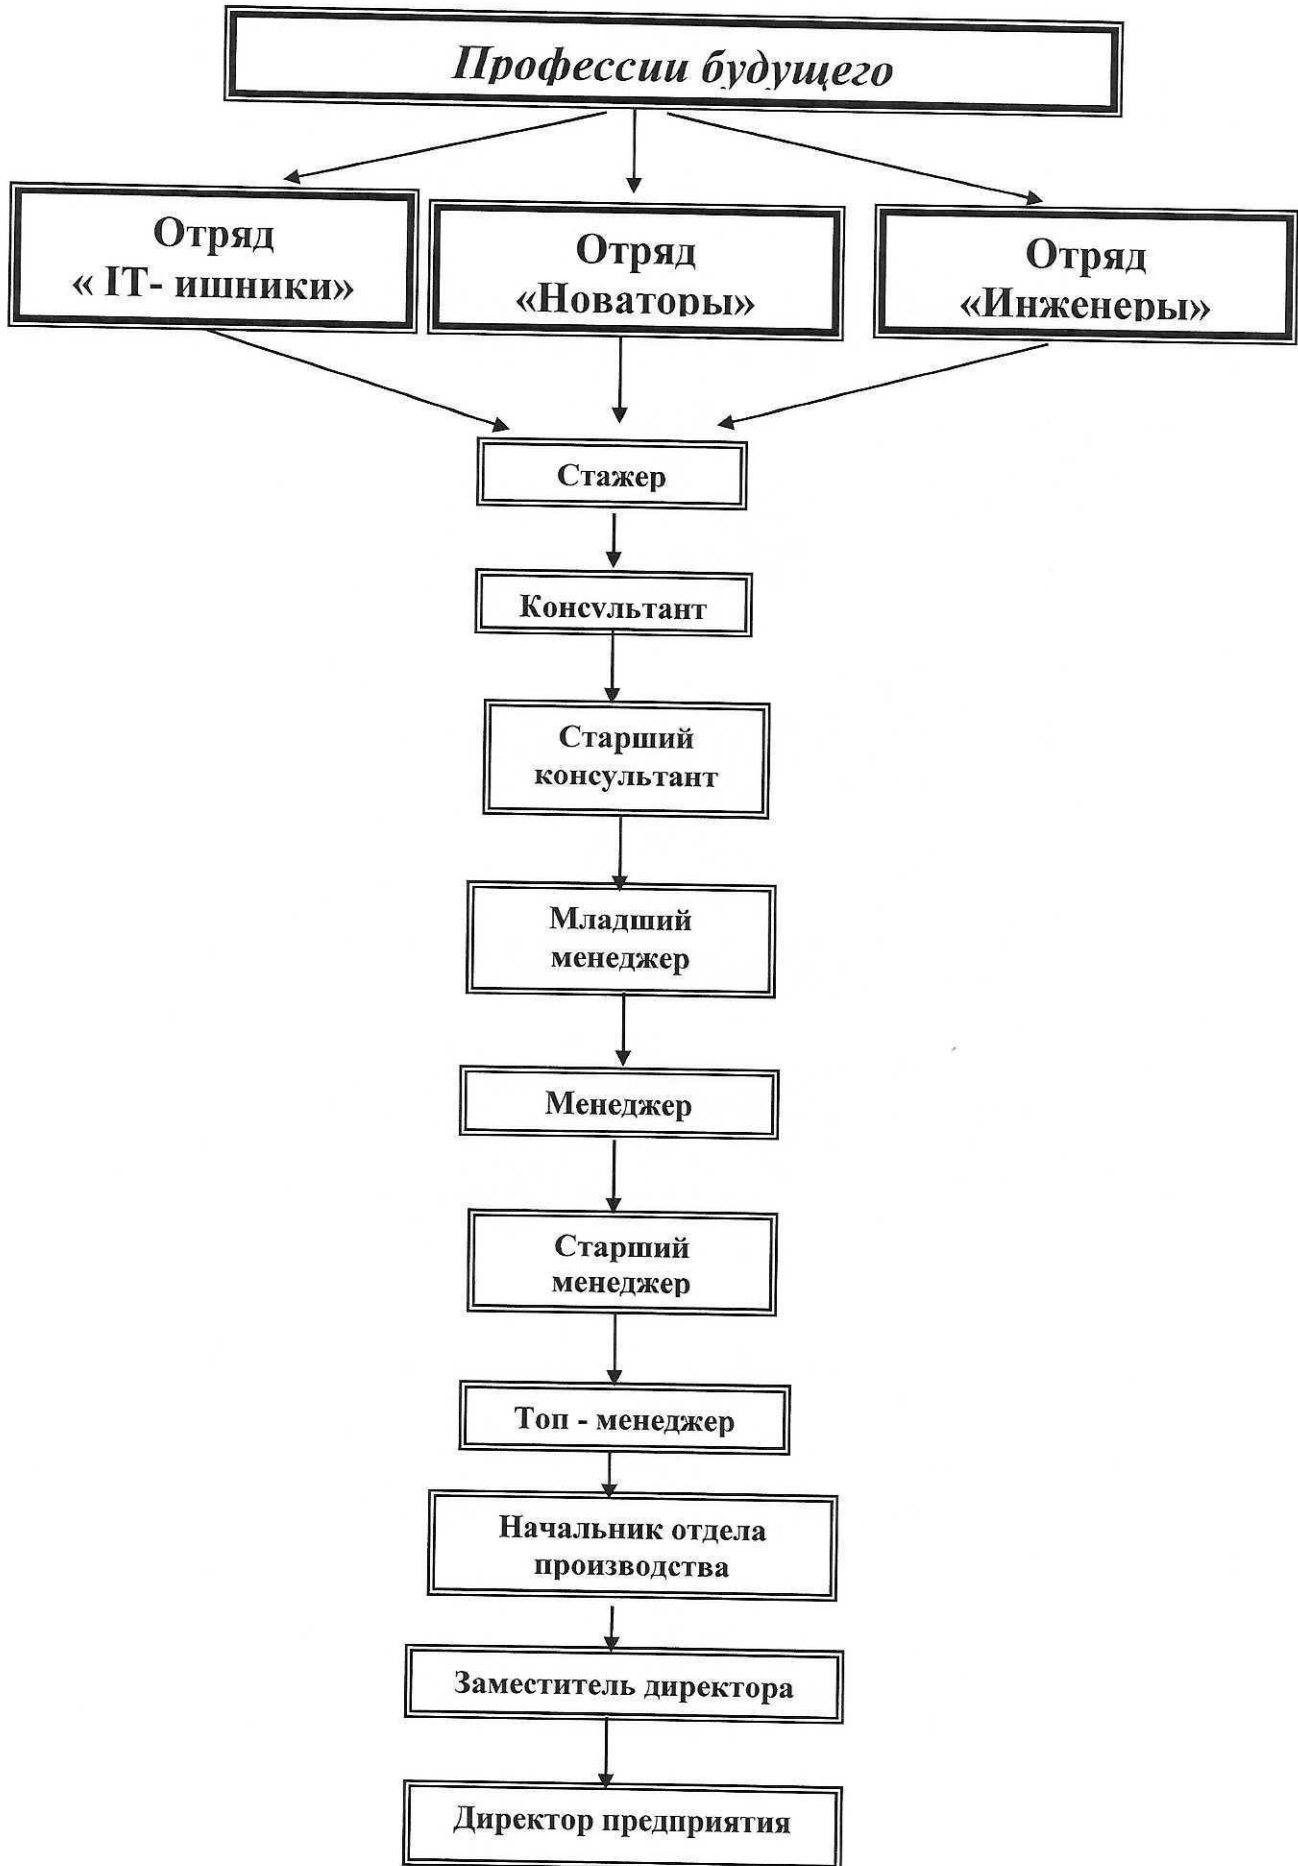 Профессии будущего
Отряд
« IT- ишники»
Отряд
«Новаторы»
Отряд
«Инженеры»
Стажер
Консультант
Старший
консультант
Младший
менеджер
Менеджер
Старший
менеджер
Топ - менеджер
Начальник отдела
производства
Заместитель директора
Директор предприятия